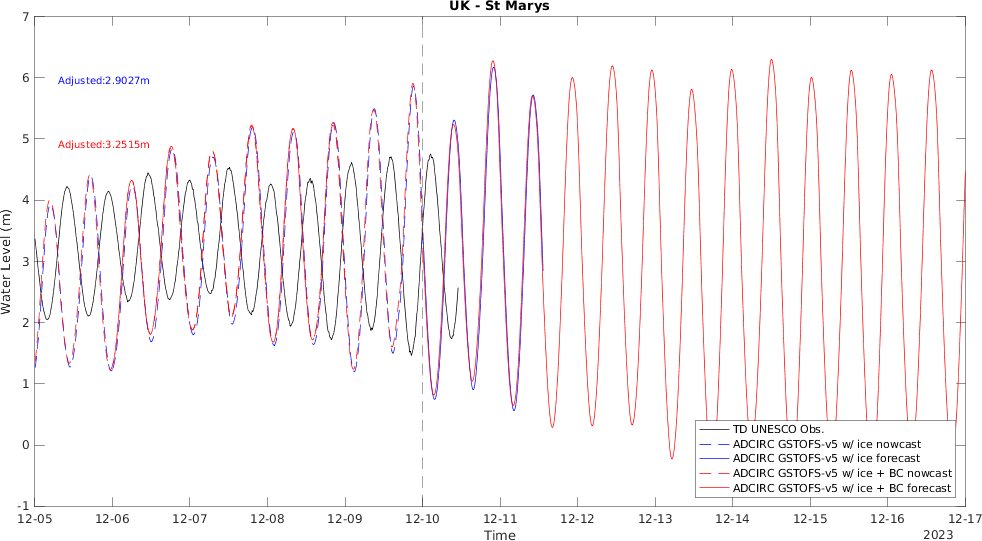 UK - St Marys
7
6
5
4
3
2
1
0
-1
Water Level (m)
Adjusted:2.9027m
Adjusted:3.2515m
TD UNESCO Obs.
ADCIRC GSTOFS-v5 w/ ice nowcast
ADCIRC GSTOFS-v5 w/ ice forecast
ADCIRC GSTOFS-v5 w/ ice + BC nowcast
ADCIRC GSTOFS-v5 w/ ice + BC forecast
12-05 12-06 12-07 12-08 12-09 12-10 12-11 12-12 12-13 12-14 12-15 12-16 12-17
Time
2023